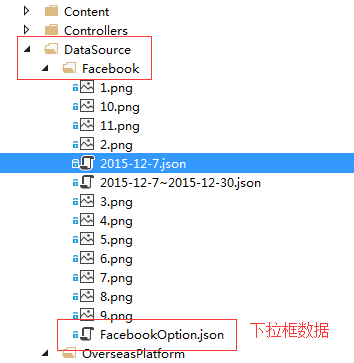 Content
Controllers
DataSource
Facebook
1.png
10.png
11.png
2.png
2015-12-7.json
2015-12-7~2015-12-30.json
3.png
4.png
5.png
6.png
7.png
8.png
9.png
FacebookOption.json 下拉框数据
OverseasPlatform